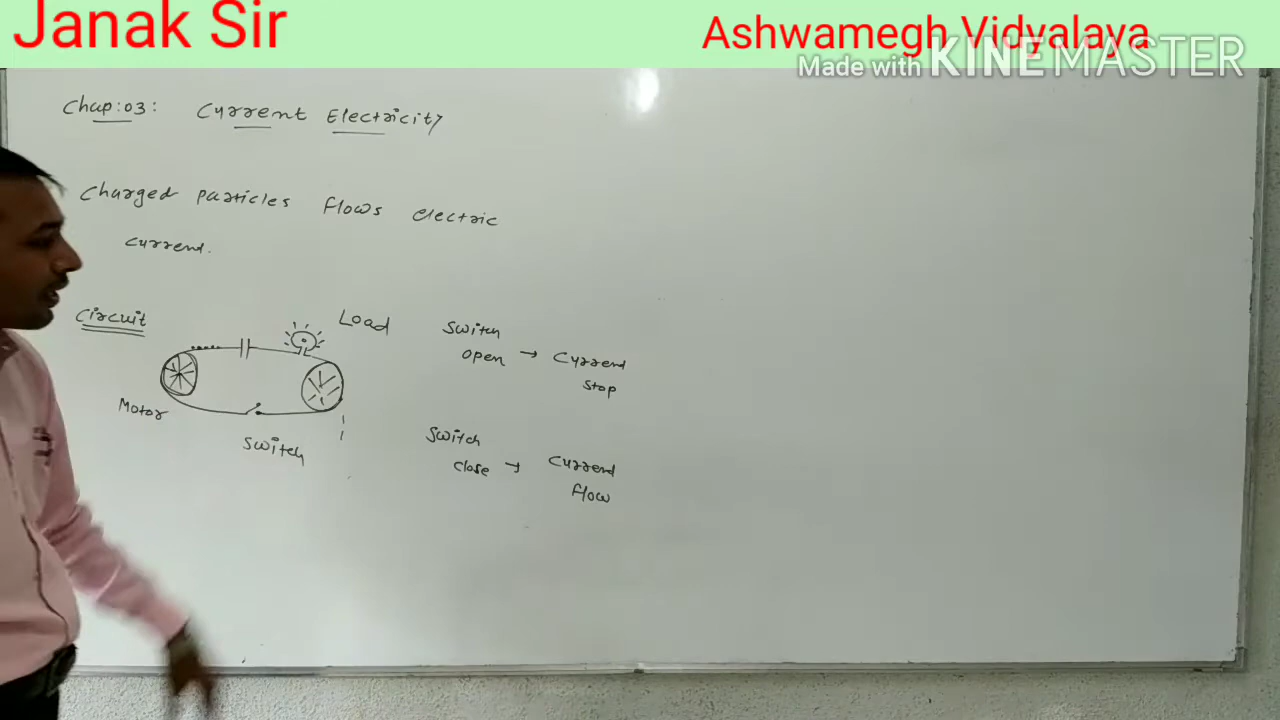 Janak Sir
Ashwamegh Vidyalaya
Made with KINEMASTER
Chap:03: Current Electricity
Charged particles flows electric
current.
Circuit
Load
Motor
Switch
Switch
open → Current
stop
Switch
close → Current
flow